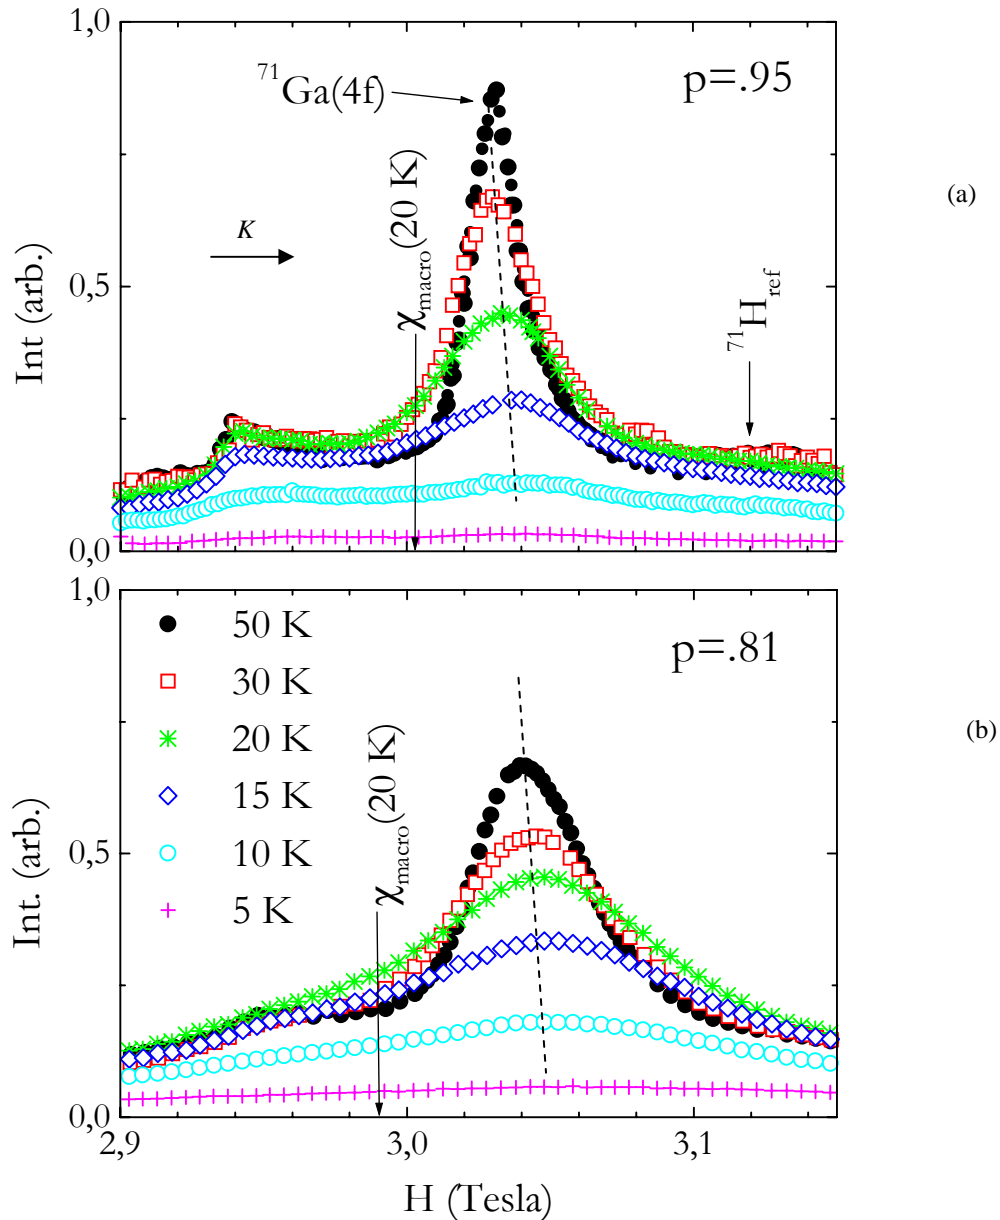 1,0
⁷¹Ga(4f)
p=.95
(a)
χmacro(20 K)
K
Int (arb.)
0,5
⁷¹Href
0,0
1,0
50 K
p=.81
30 K
(b)
20 K
χmacro(20 K)
15 K
Int. (arb.)
0,5
10 K
5 K
0,0
2,9 3,0 3,1
H (Tesla)